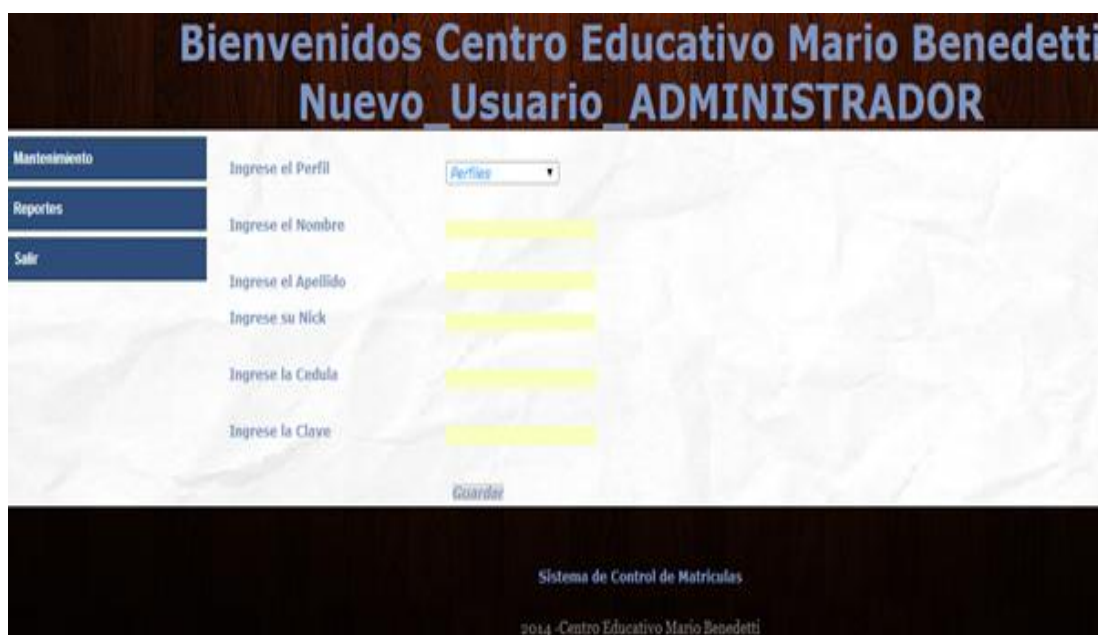 Bienvenidos Centro Educativo Mario Benedetti
Nuevo_Usuario_ADMINISTRADOR
Mantenimiento
Reportes
Salir
Ingrese el Perfil
Perfiles
Ingrese el Nombre
Ingrese el Apellido
Ingrese su Nick
Ingrese la Cedula
Ingrese la Clave
Guardar
Sistema de Control de Matriculas
2014 -Centro Educativo Mario Benedetti